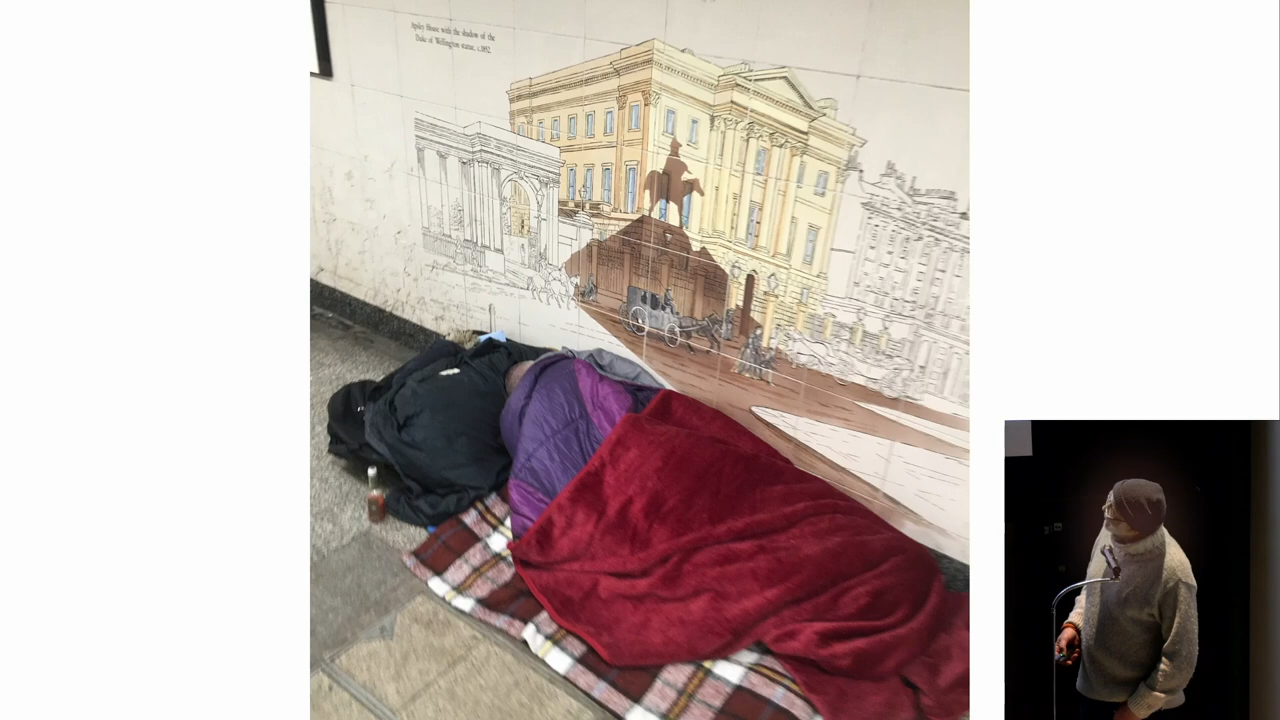 Apsley House with the shadow of the
Duke of Wellington statue, c.1852